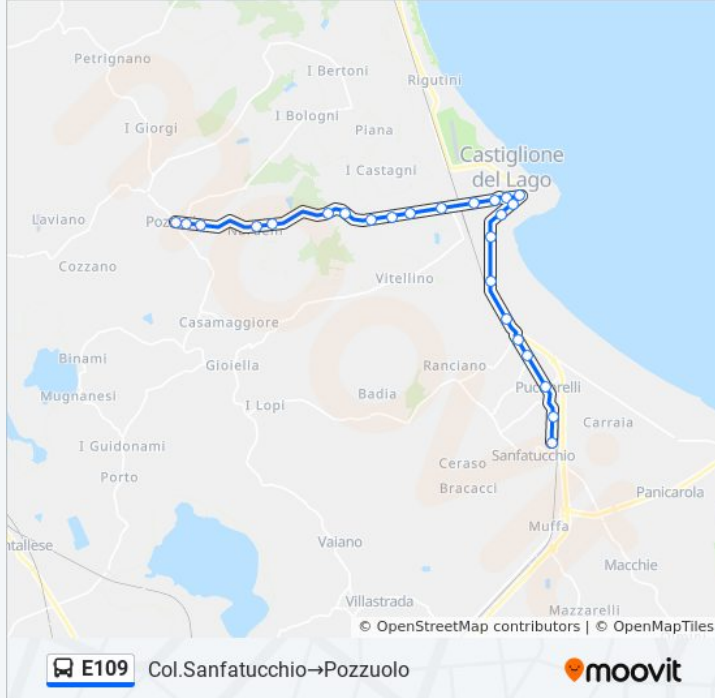 Petrignano
I Bertoni
Rigutini
I Bologni
I Giorgi
Piana
Castiglione
del Lago
I Castagni
Laviano
Cozzano
Vitellino
Casamaggiore
Binami
Gioiella
Ranciano
Mugnanesi
Badia
I Lopi
Carraia
I Guidonami
Sanfatucchio
Ceraso
Porto
Bracacci
Panicarola
Muffa
Vaiano
Macchie
Villastrada
Mazzarelli
© OpenStreetMap contributors | © OpenMapTiles
E109 Col.Sanfatucchio→Pozzuolo
moovit